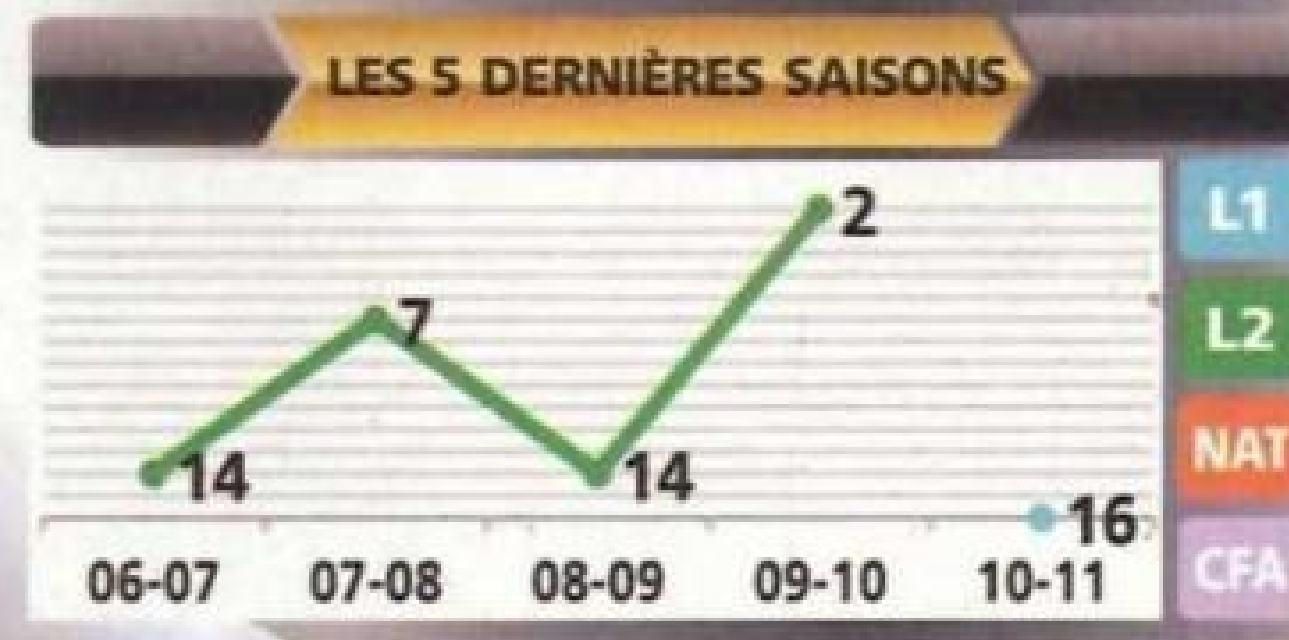 LES 5 DERNIÈRES SAISONS
2
L1
7
L2
14
14
NAT
16
06-07 07-08 08-09 09-10 10-11
CFA